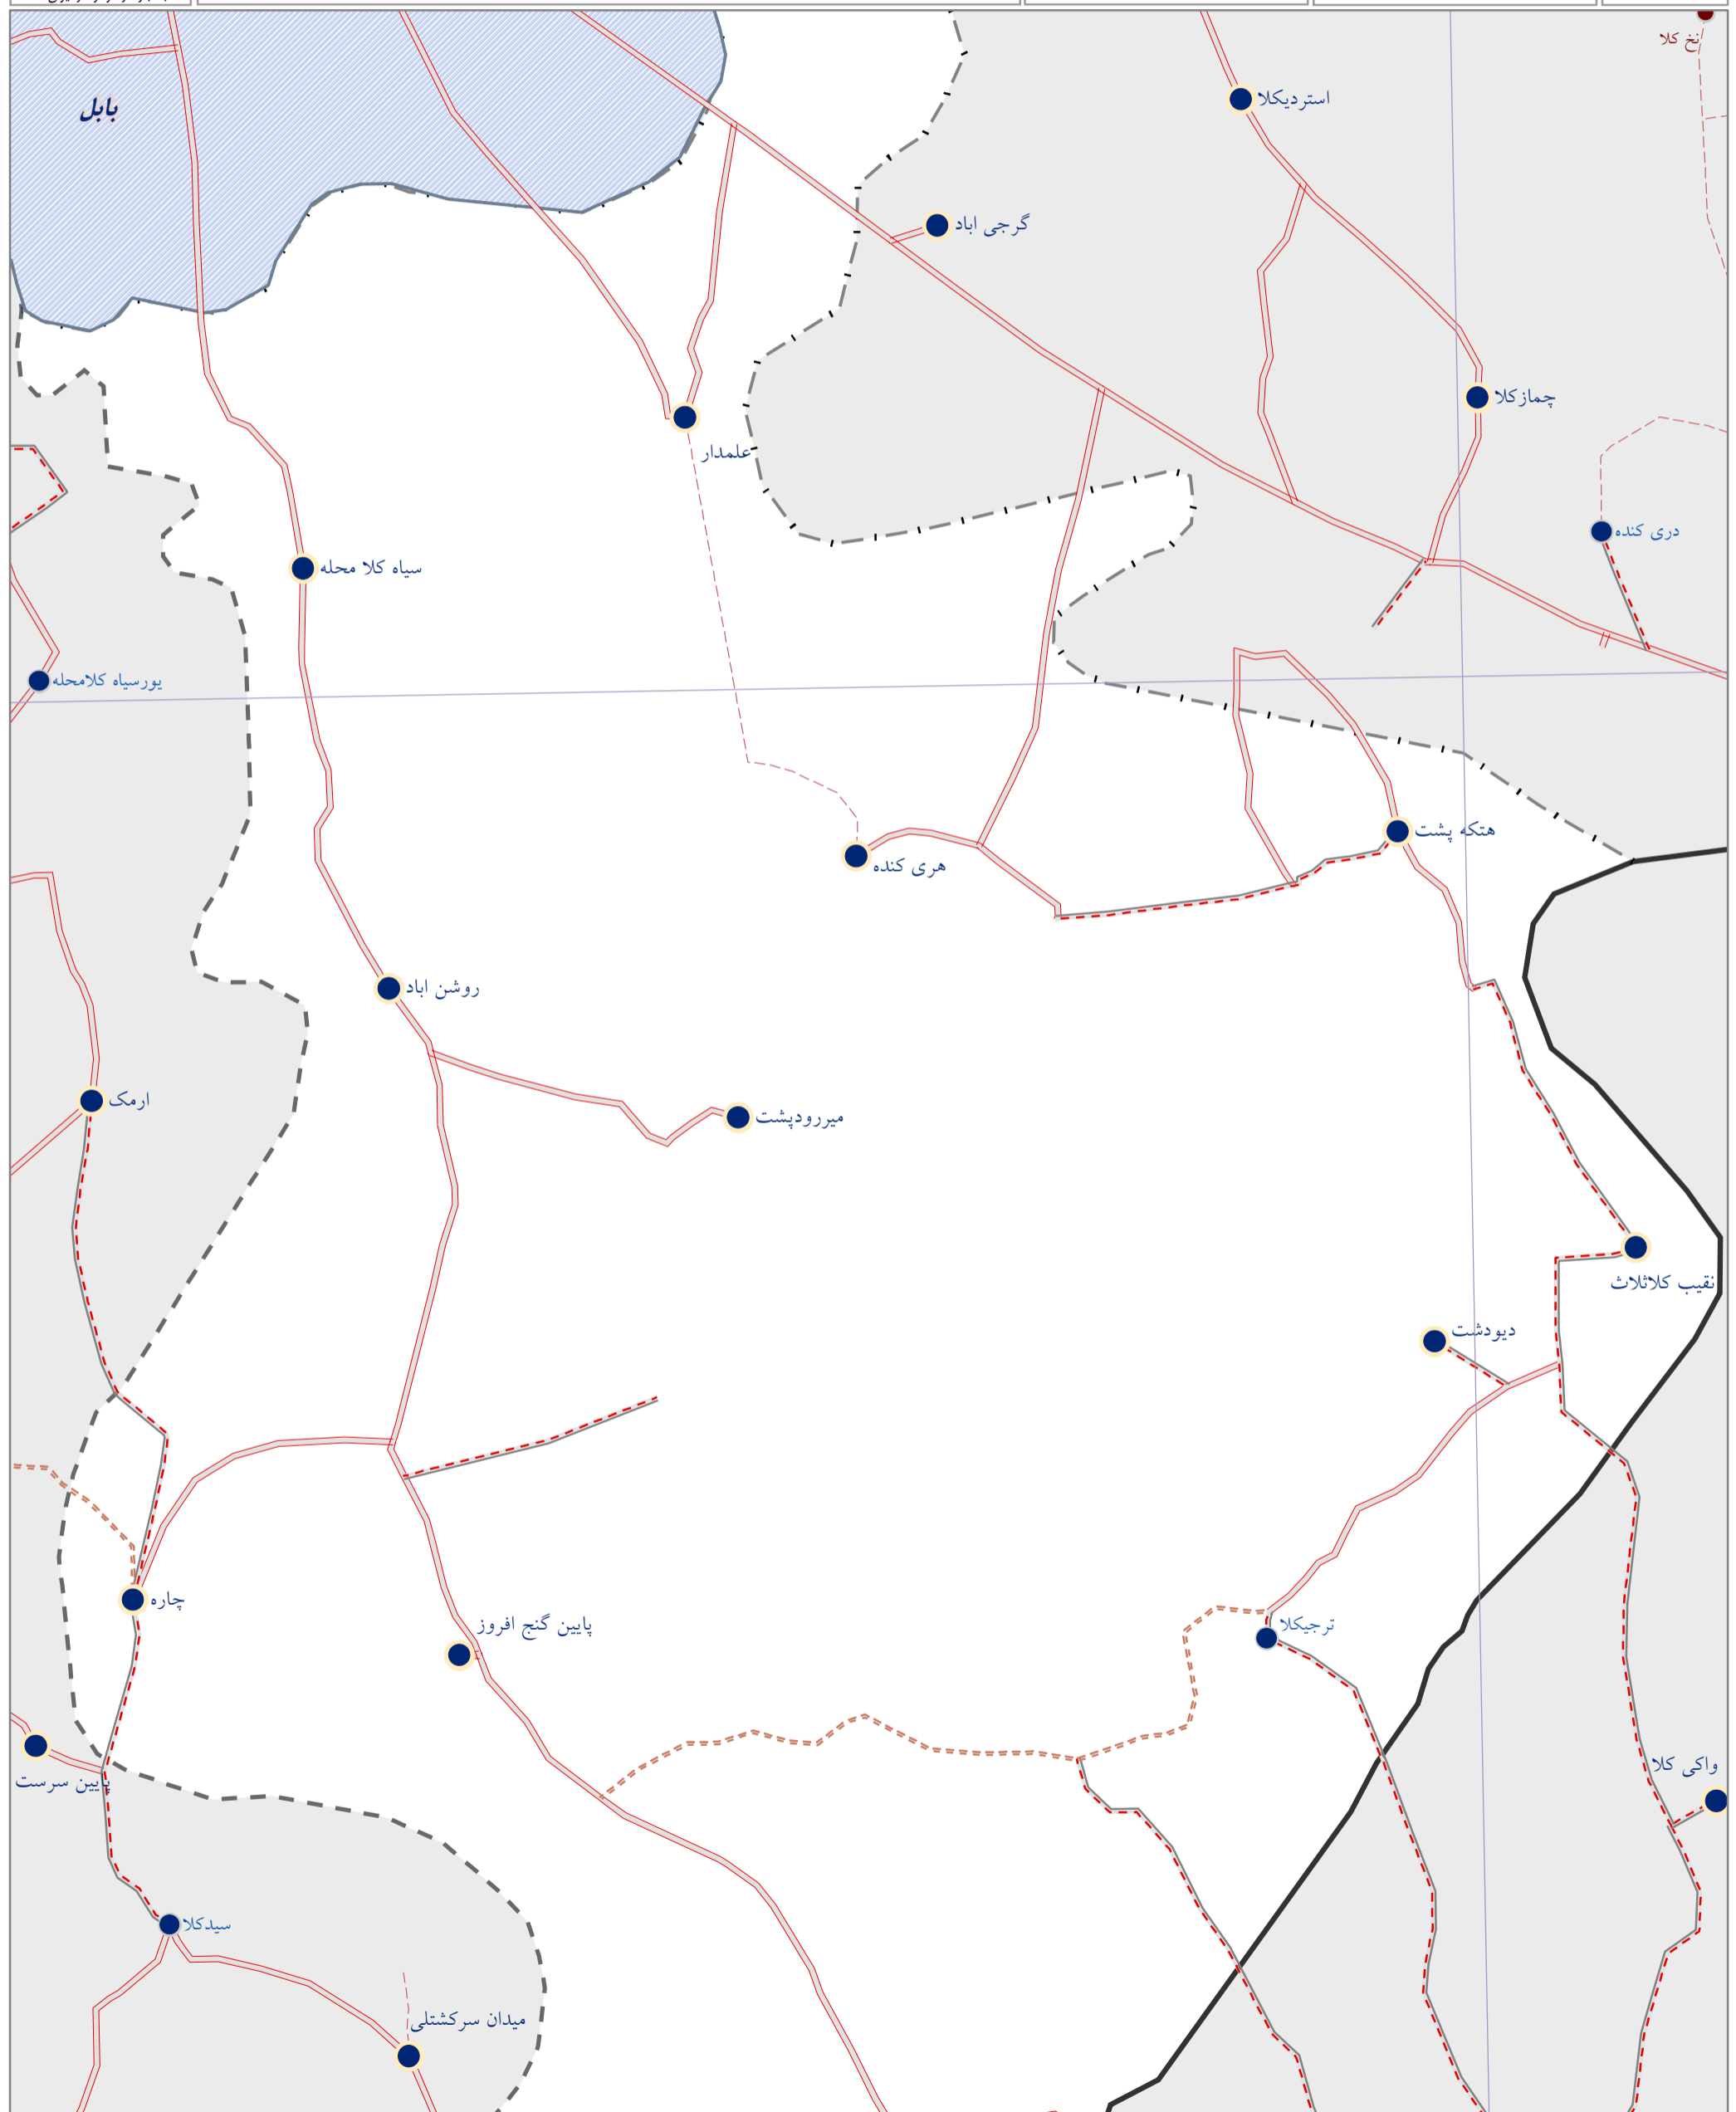 نخ کلا
استردیکلا
بابل
گرجی اباد
چمازکلا
علمدار
دری کنده
سیاه کلا محله
یورسیاه کلامحله
هتکه پشت
هری کنده
روشن اباد
ارمک
میررودپشت
نقیب کلاثلاث
دیودشت
چاره
پایین گنج افروز
ترجیکلا
واکی کلا
پایین سرست
سیدکلا
میدان سرکشتلی